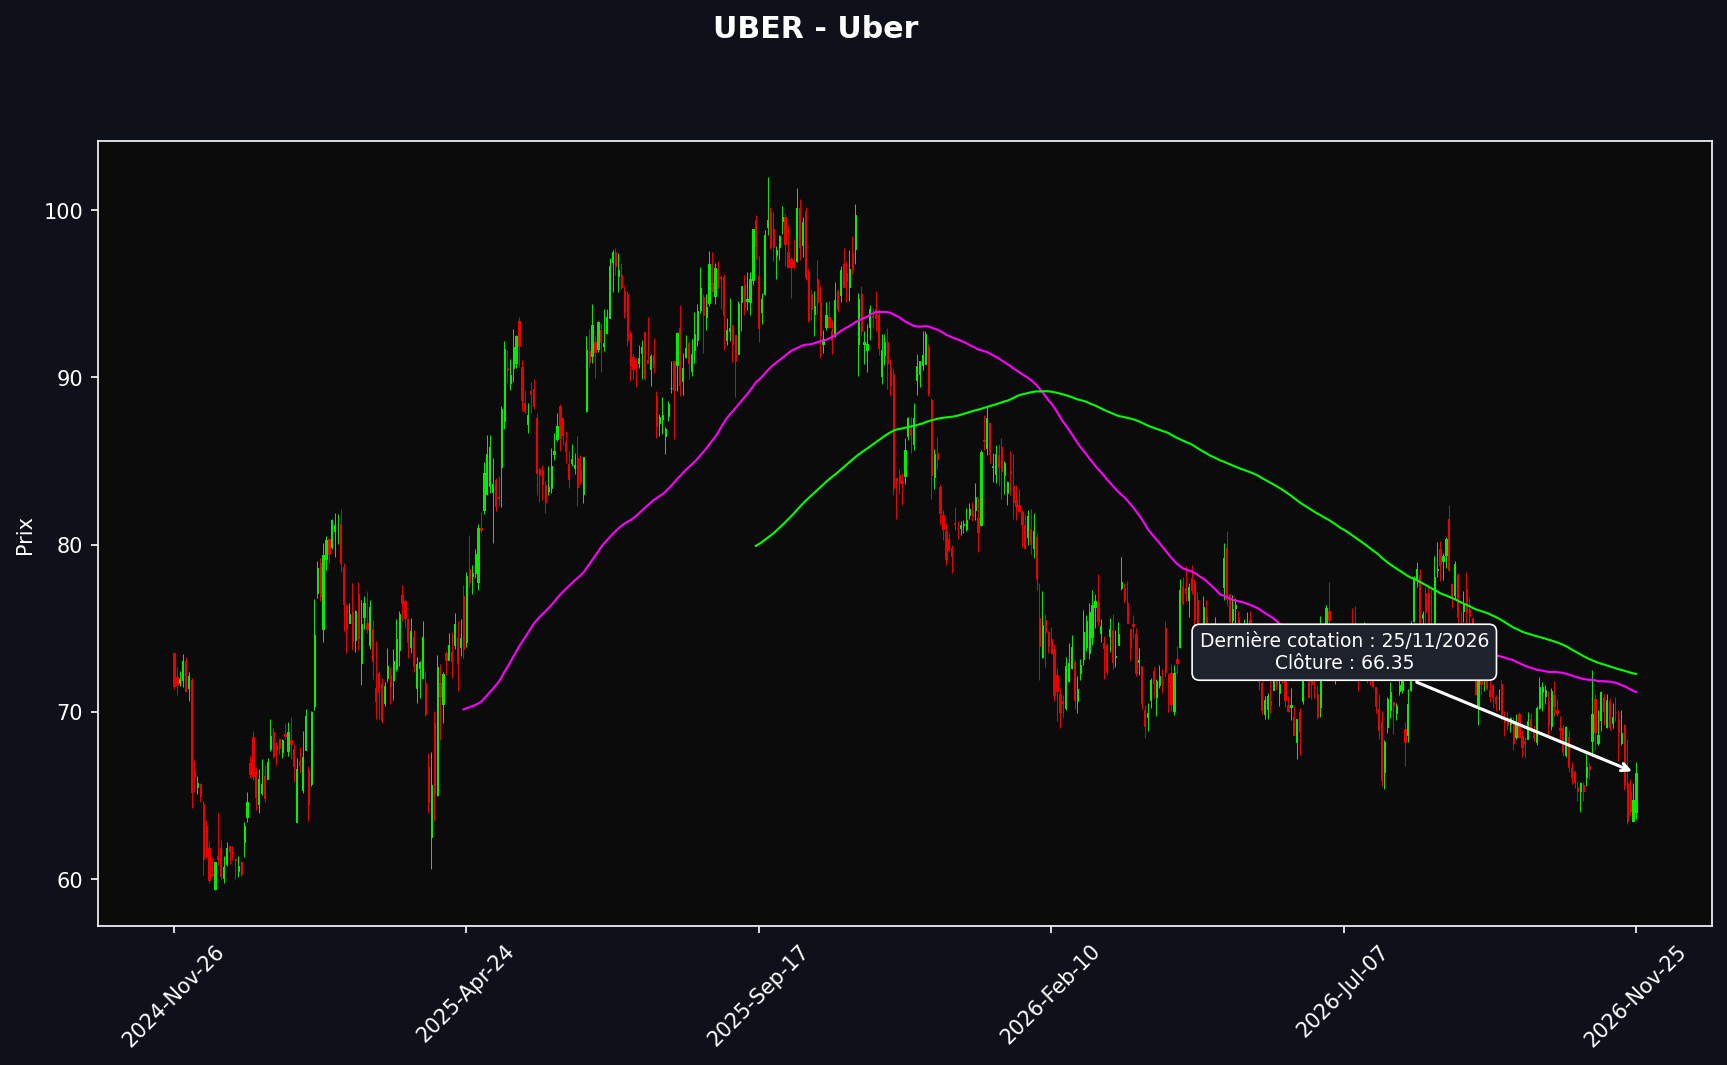 UBER - Uber
Prix
100
90
80
70
60
Dernière cotation : 25/11/2026
Clôture : 66.35
2024-Nov-26
2025-Apr-24
2025-Sep-17
2026-Feb-10
2026-Jul-07
2026-Nov-25